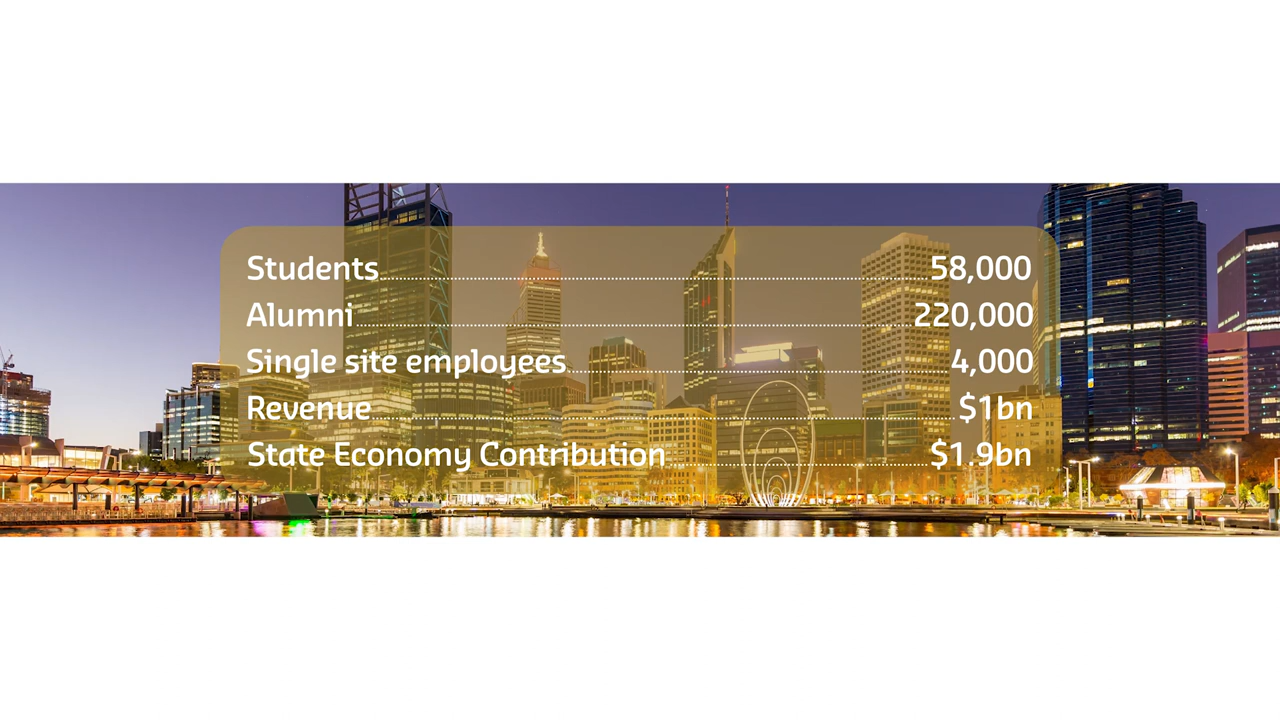 Students 58,000
Alumni 220,000
Single site employees 4,000
Revenue $1bn
State Economy Contribution $1.9bn